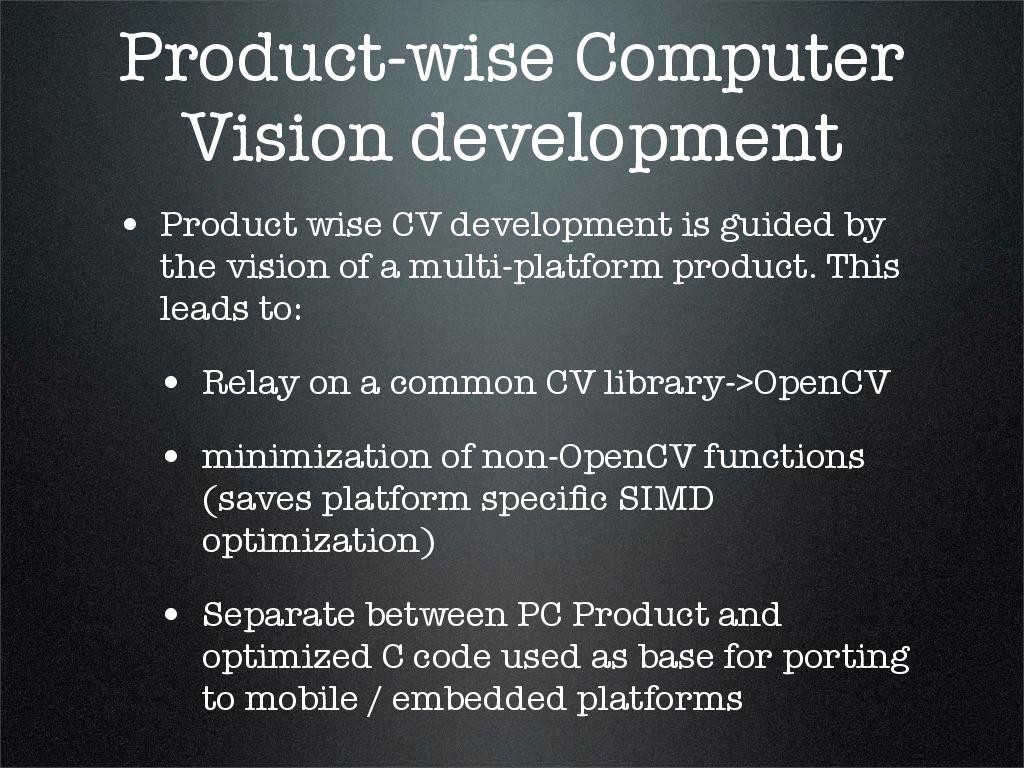 Product-wise Computer
Vision development
• Product wise CV development is guided by
the vision of a multi-platform product. This
leads to:
• Relay on a common CV library->OpenCV
• minimization of non-OpenCV functions
(saves platform specific SIMD
optimization)
• Separate between PC Product and
optimized C code used as base for porting
to mobile / embedded platforms